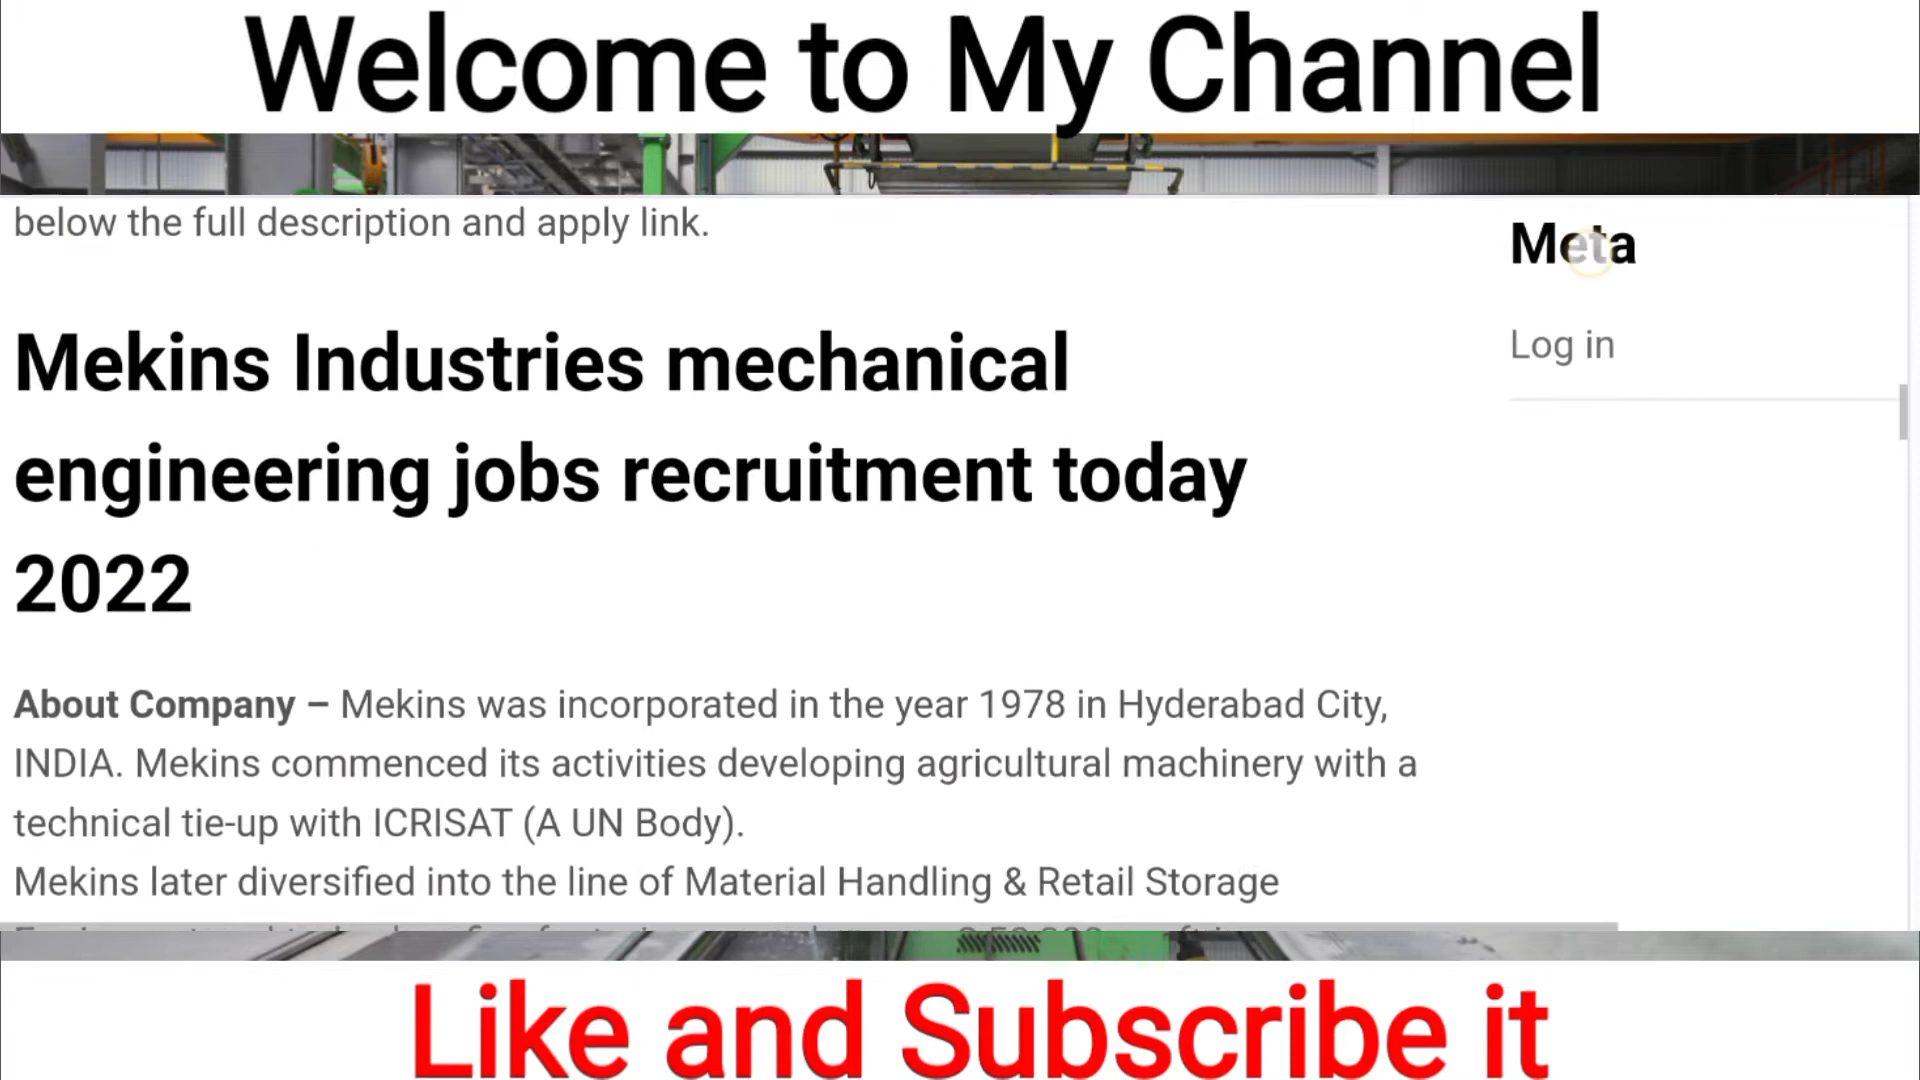 Welcome to My Channel
below the full description and apply link.
Meta
Log in
Mekins Industries mechanical
engineering jobs recruitment today
2022
About Company – Mekins was incorporated in the year 1978 in Hyderabad City,
INDIA. Mekins commenced its activities developing agricultural machinery with a
technical tie-up with ICRISAT (A UN Body).
Mekins later diversified into the line of Material Handling & Retail Storage
Like and Subscribe it